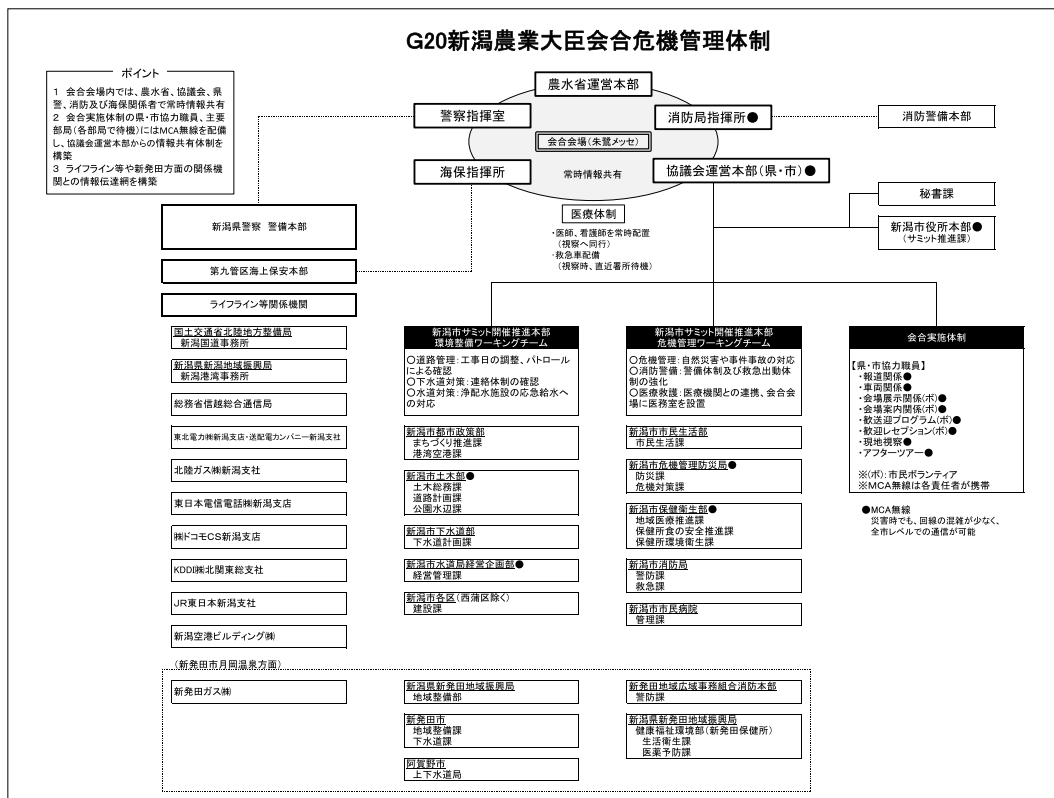 G20新潟農業大臣会合危機管理体制
ポイント
１　会合会場内では、農水省、協議会、県
警、消防及び海保関係者で常時情報共有
２　会合実施体制の県・市協力職員、主要
部局(各部局で待機)にはMCA無線を配備
し、協議会運営本部からの情報共有体制を
構築
３　ライフライン等や新発田方面の関係機
関との情報伝達網を構築
農水省運営本部
警察指揮室
消防局指揮所●
消防警備本部
会合会場(朱鷺メッセ)
海保指揮所
常時情報共有
協議会運営本部(県・市)●
秘書課
新潟市役所本部●
(サミット推進課)
医療体制
・医師、看護師を常時配置
(視察へ同行)
・救急車配備
(視察時、直近署所待機)
新潟県警察　警備本部
第九管区海上保安本部
ライフライン等関係機関
国土交通省北陸地方整備局
新潟国道事務所
新潟県新潟地域振興局
新潟港湾事務所
総務省信越総合通信局
東北電力㈱新潟支店・送配電カンパニー新潟支社
北陸ガス㈱新潟支社
東日本電信電話㈱新潟支店
㈱ドコモCS新潟支店
KDDI㈱北関東総支社
JR東日本新潟支社
新潟空港ビルディング㈱
新潟市サミット開催推進本部
環境整備ワーキングチーム
○道路管理：工事日の調整、パトロール
による確認
○下水道対策：連絡体制の確認
○水道対策：浄配水施設の応急給水へ
の対応
新潟市都市政策部
まちづくり推進課
港湾空港課
新潟市土木部●
土木総務課
道路計画課
公園水辺課
新潟市下水道部
下水道計画課
新潟市水道局経営企画部●
経営管理課
新潟市各区(西蒲区除く)
建設課
新潟市サミット開催推進本部
危機管理ワーキングチーム
○危機管理：自然災害や事件事故の対応
○消防警備：警備体制及び救急出動体
制の強化
○医療救護：医療機関との連携、会合会
場に医務室を設置
新潟市市民生活部
市民生活課
新潟市危機管理防災局●
防災課
危機対策課
新潟市保健衛生部●
地域医療推進課
保健所食の安全推進課
保健所環境衛生課
新潟市消防局
警防課
救急課
新潟市市民病院
管理課
会合実施体制
【県・市協力職員】
・報道関係●
・車両関係●
・会場展示関係(ボ)●
・会場案内関係(ボ)●
・歓送迎プログラム(ボ)●
・歓迎レセプション(ボ)●
・現地視察●
・アフターツアー●
※(ボ)：市民ボランティア
※MCA無線は各責任者が携帯
●MCA無線
災害時でも、回線の混雑が少なく、
全市レベルでの通信が可能
(新発田市月岡温泉方面)
新発田ガス㈱
新潟県新発田地域振興局
地域整備部
新発田市
地域整備課
下水道課
阿賀野市
上下水道局
新発田地域広域事務組合消防本部
警防課
新潟県新発田地域振興局
健康福祉環境部(新発田保健所)
生活衛生課
医薬予防課